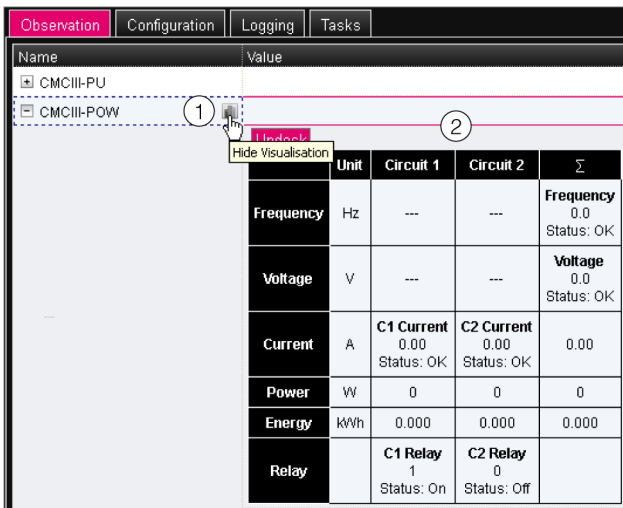 Observation Configuration Logging Tasks
Name Value
CMCIII-PU
CMCIII-POW 1
2
Undock
Hide Visualisation
Unit Circuit 1 Circuit 2 Σ
Frequency Hz --- --- Frequency
0.0
Status: OK
Voltage V --- --- Voltage
0.0
Status: OK
Current A C1 Current C2 Current 0.00
0.00 0.00
Status: OK Status: OK
Power W 0 0 0
Energy kWh 0.000 0.000 0.000
Relay C1 Relay C2 Relay
1 0
Status: On Status: Off